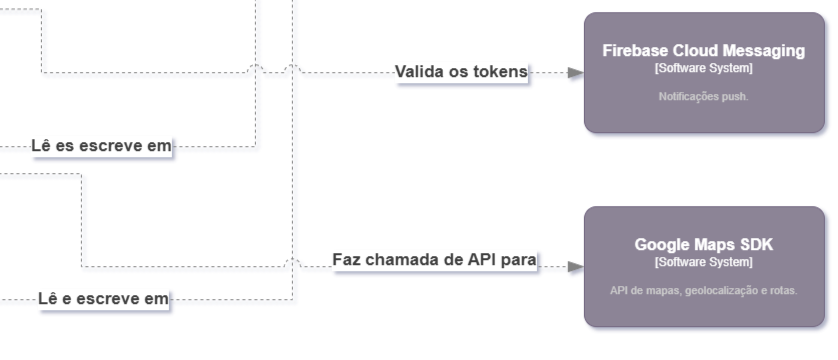 Firebase Cloud Messaging
[Software System]
Valida os tokens
Notificações push.
Lê es escreve em
Google Maps SDK
[Software System]
Faz chamada de API para
API de mapas, geolocalização e rotas.
Lê e escreve em